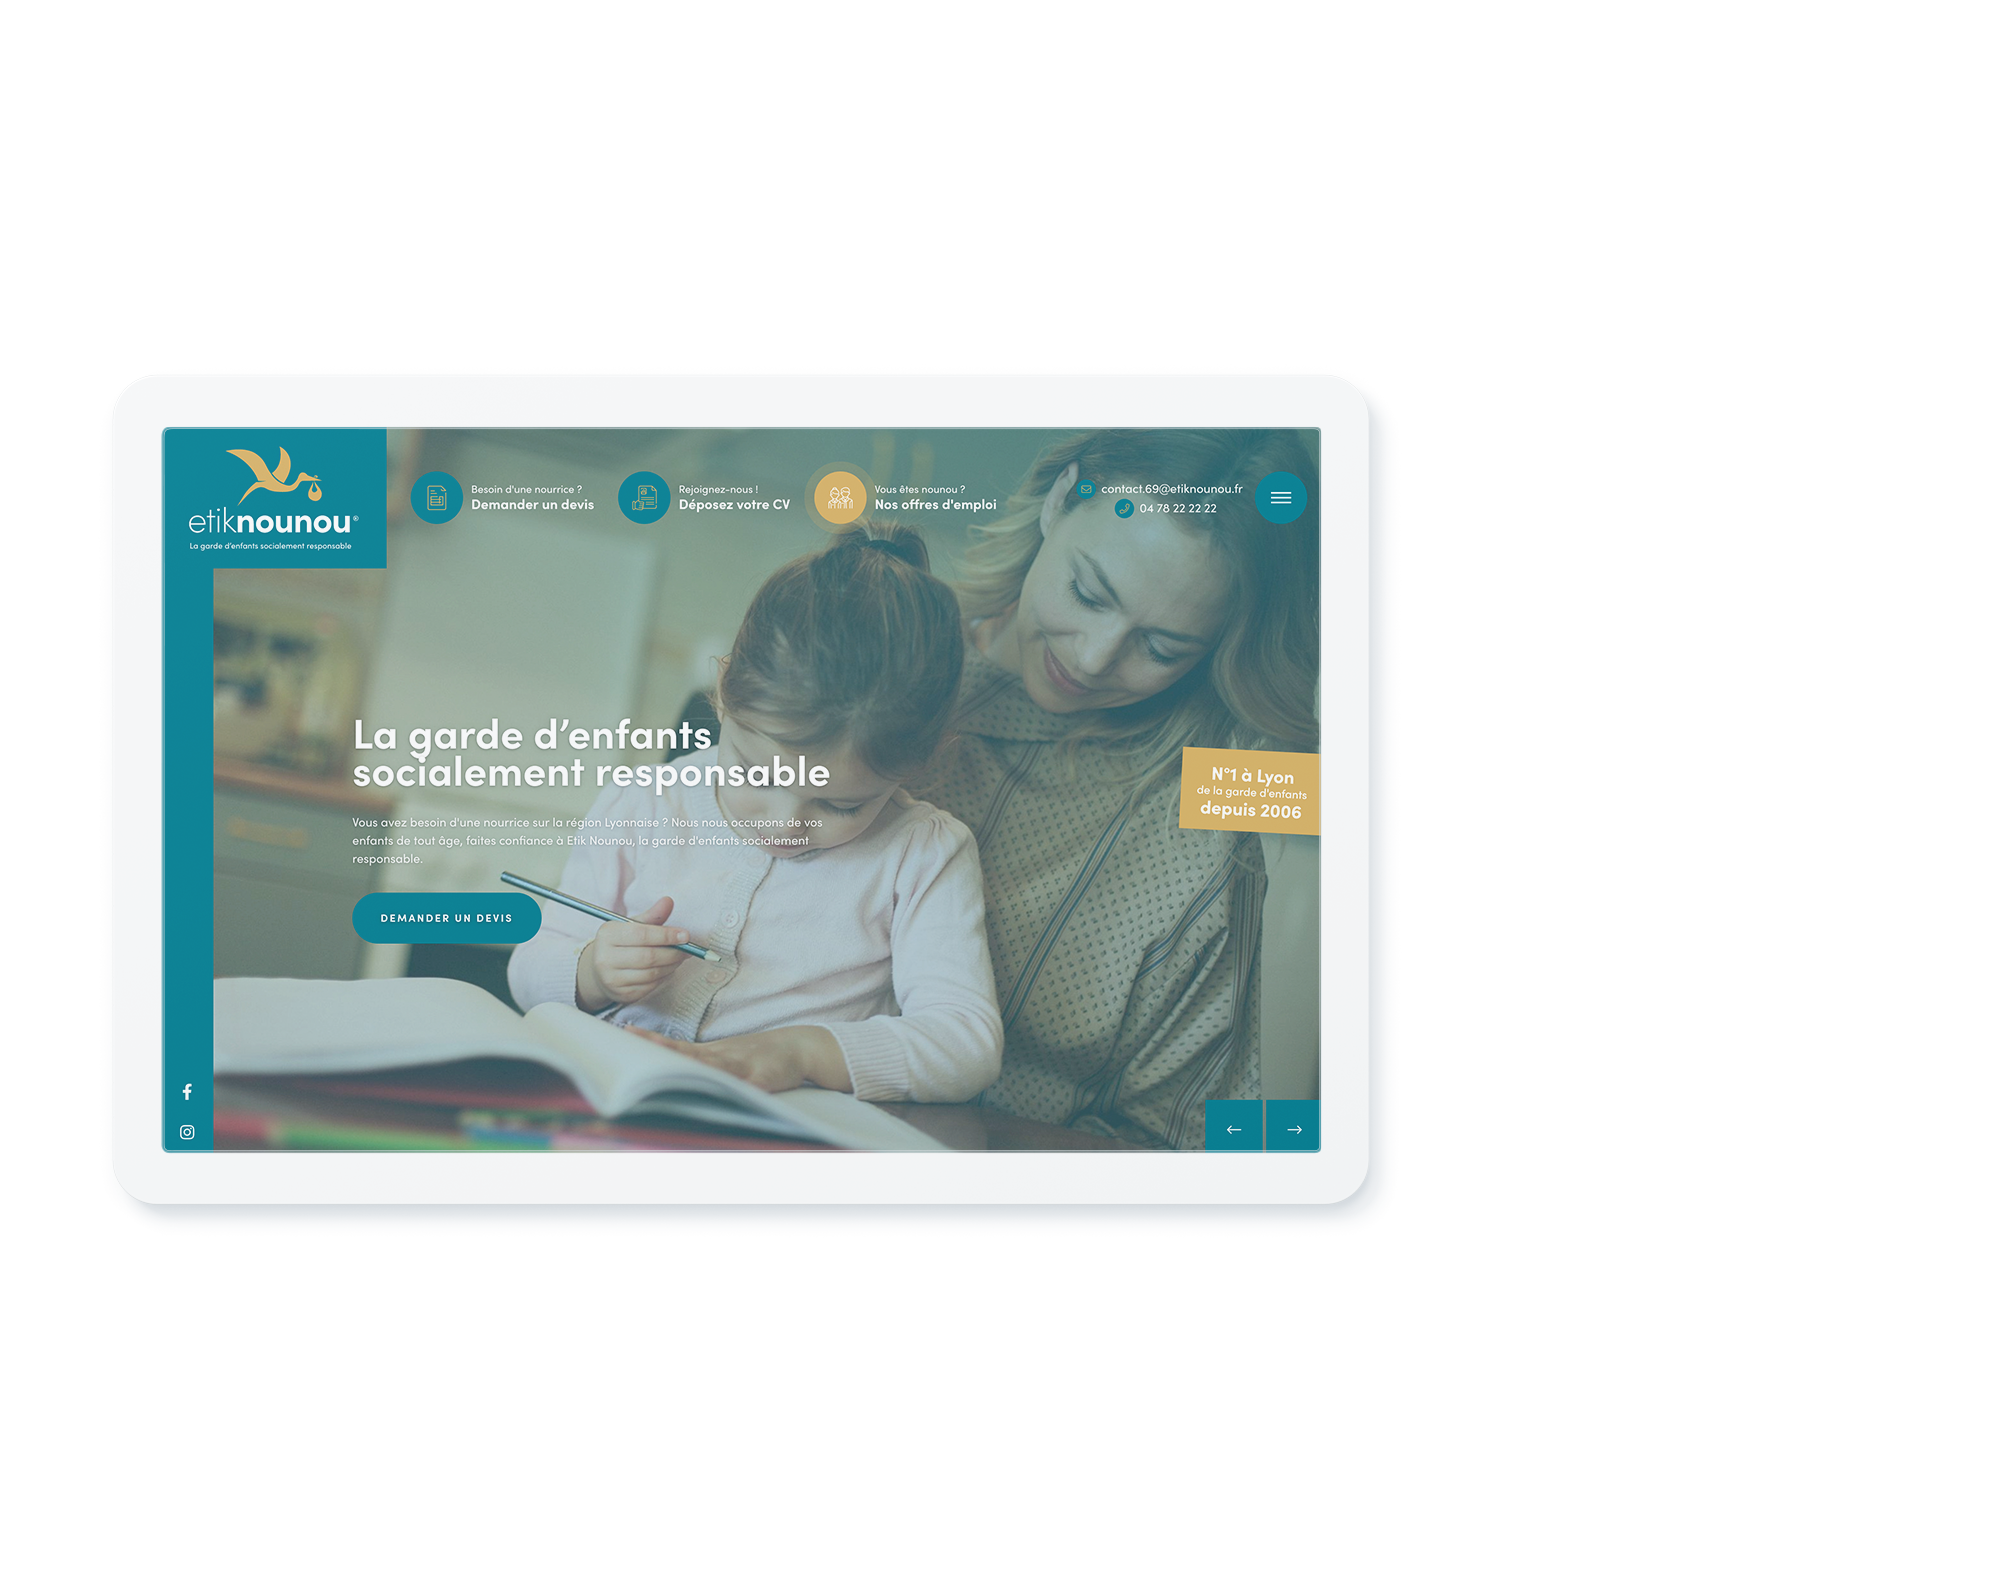 etiknounou®
La garde d'enfants socialement responsable
Besoin d'une nourrice ?
Demander un devis
Rejoignez-nous !
Déposez votre CV
Vous êtes nounou ?
Nos offres d'emploi
contact.69@etiknounou.fr
04 78 22 22 22
La garde d’enfants
socialement responsable
Vous avez besoin d'une nourrice sur la région Lyonnaise ? Nous nous occupons de vos
enfants de tout âge, faites confiance à Etik Nounou, la garde d'enfants socialement
responsable.
DEMANDER UN DEVIS
N°1 à Lyon
de la garde d'enfants
depuis 2006